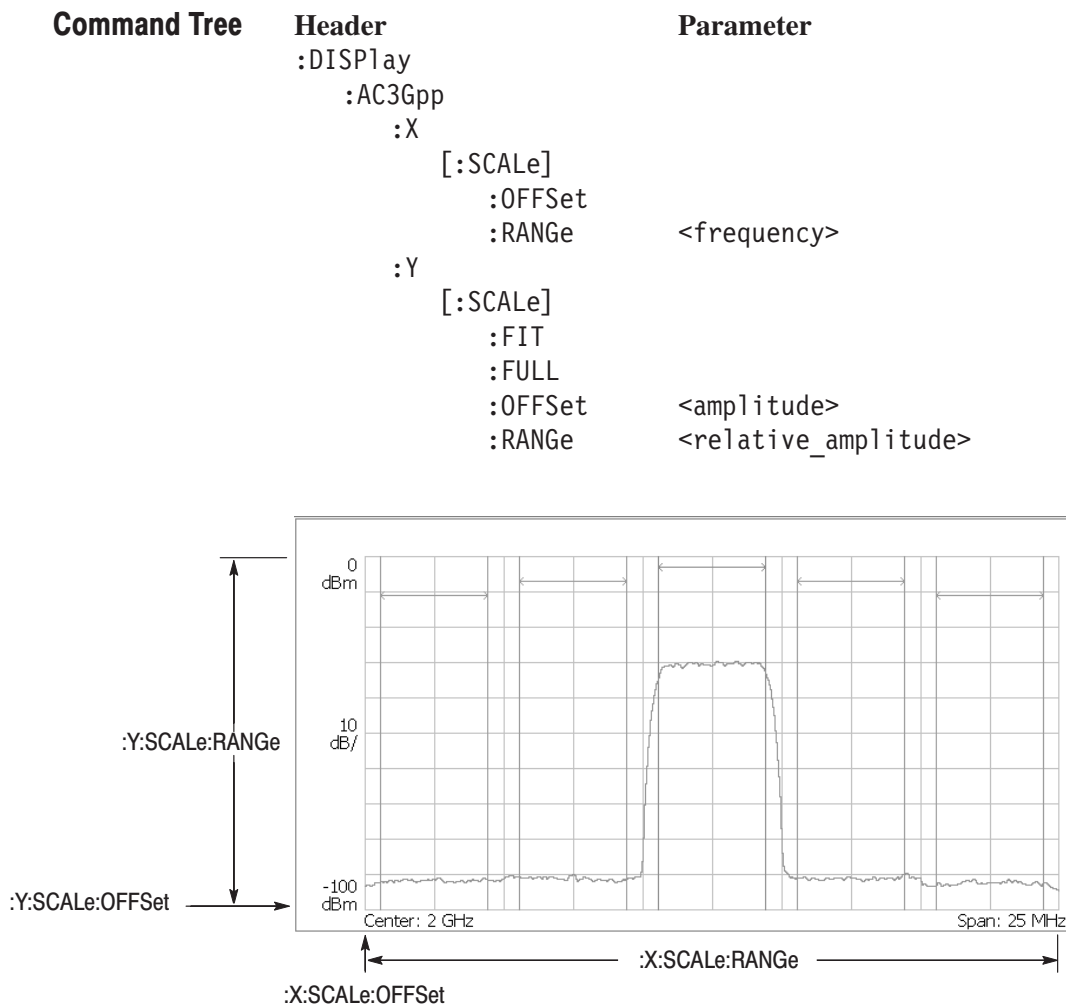 Command Tree Header Parameter
:DISPlay
:AC3Gpp
:X
[:SCALe]
:OFFSet
:RANGe <frequency>
:Y
[:SCALe]
:FIT
:FULL
:OFFSet <amplitude>
:RANGe <relative_amplitude>
0
dBm
10
dB/
:Y:SCALe:RANGe
-100
dBm
:Y:SCALe:OFFSet
Center: 2 GHz Span: 25 MHz
:X:SCALe:RANGe
:X:SCALe:OFFSet